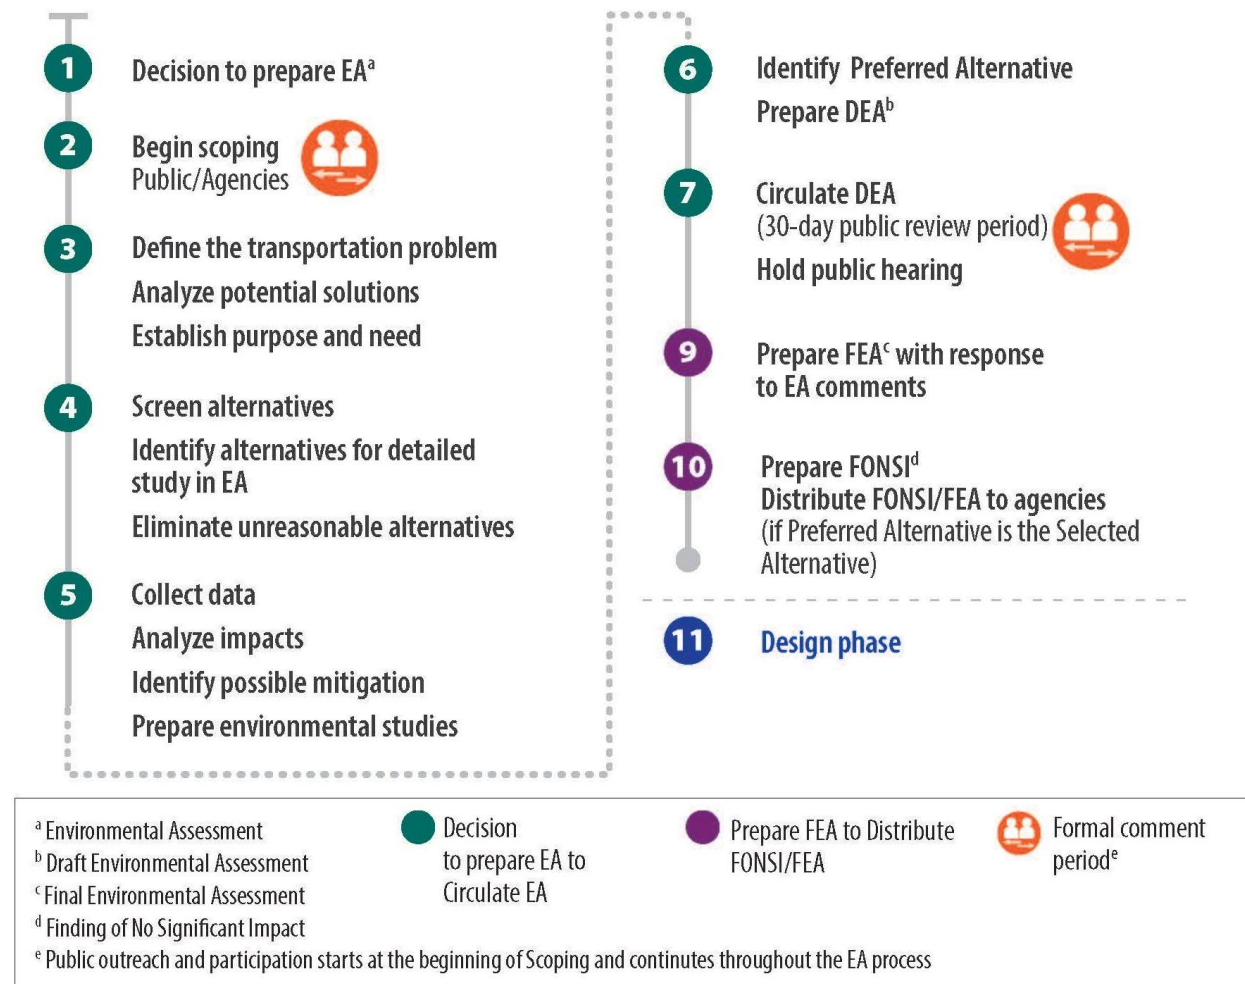 1
Decision to prepare EAᵃ
2
Begin scoping
Public/Agencies
3
Define the transportation problem
Analyze potential solutions
Establish purpose and need
4
Screen alternatives
Identify alternatives for detailed
study in EA
Eliminate unreasonable alternatives
5
Collect data
Analyze impacts
Identify possible mitigation
Prepare environmental studies
6
Identify Preferred Alternative
Prepare DEAᵇ
7
Circulate DEA
(30-day public review period)
Hold public hearing
9
Prepare FEAᶜ with response
to EA comments
10
Prepare FONSIᵈ
Distribute FONSI/FEA to agencies
(if Preferred Alternative is the Selected
Alternative)
11
Design phase
ᵃ Environmental Assessment
ᵇ Draft Environmental Assessment
ᶜ Final Environmental Assessment
ᵈ Finding of No Significant Impact
ᵉ Public outreach and participation starts at the beginning of Scoping and continutes throughout the EA process
Decision
to prepare EA to
Circulate EA
Prepare FEA to Distribute
FONSI/FEA
Formal comment
periodᵉ